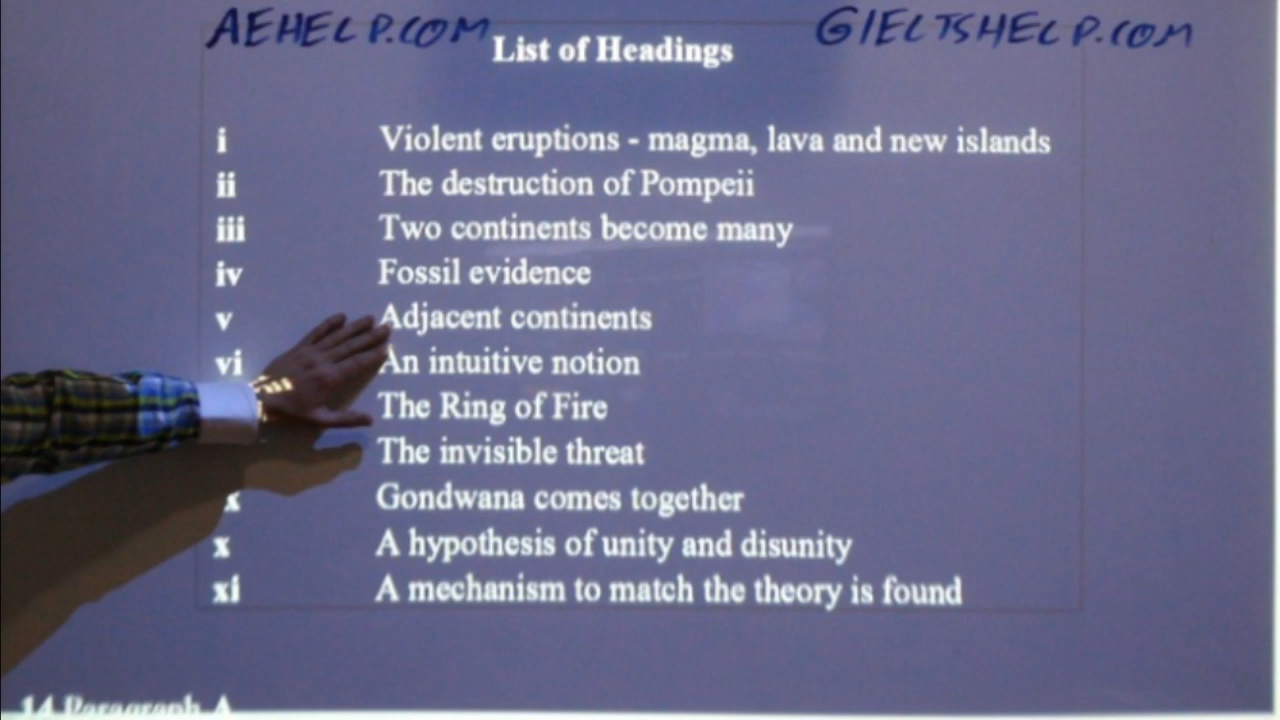 AEHELP.COM GIELTSHELP.COM
List of Headings
i Violent eruptions - magma, lava and new islands
ii The destruction of Pompeii
iii Two continents become many
iv Fossil evidence
v Adjacent continents
vi An intuitive notion
The Ring of Fire
The invisible threat
x Gondwana comes together
x A hypothesis of unity and disunity
xi A mechanism to match the theory is found
14 Paragraph A